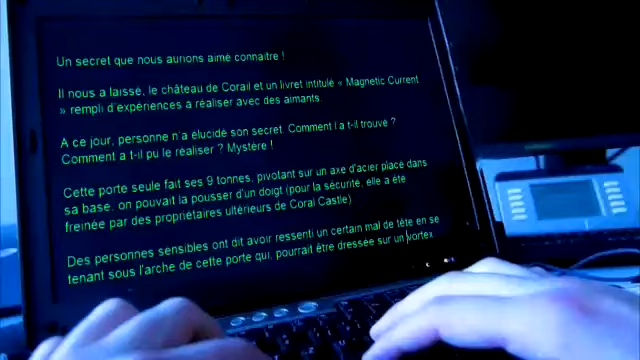 Un secret que nous aurions aimé connaitre !
Il nous a laissé, le château de Corail et un livret intitulé « Magnetic Current
» rempli d'expériences à réaliser avec des aimants.
A ce jour, personne n'a élucidé son secret. Comment l'a t-il trouvé ?
Comment a t-il pu le réaliser ? Mystère !
Cette porte seule fait ses 9 tonnes, pivotant sur un axe d'acier placé dans
sa base, on pouvait la pousser d'un doigt (pour la sécurité, elle a été
freinée par des propriétaires ultérieurs de Coral Castle)
Des personnes sensibles ont dit avoir ressenti un certain mal de tête en se
tenant sous l'arche de cette porte qui, pourrait être dressée sur un vortex